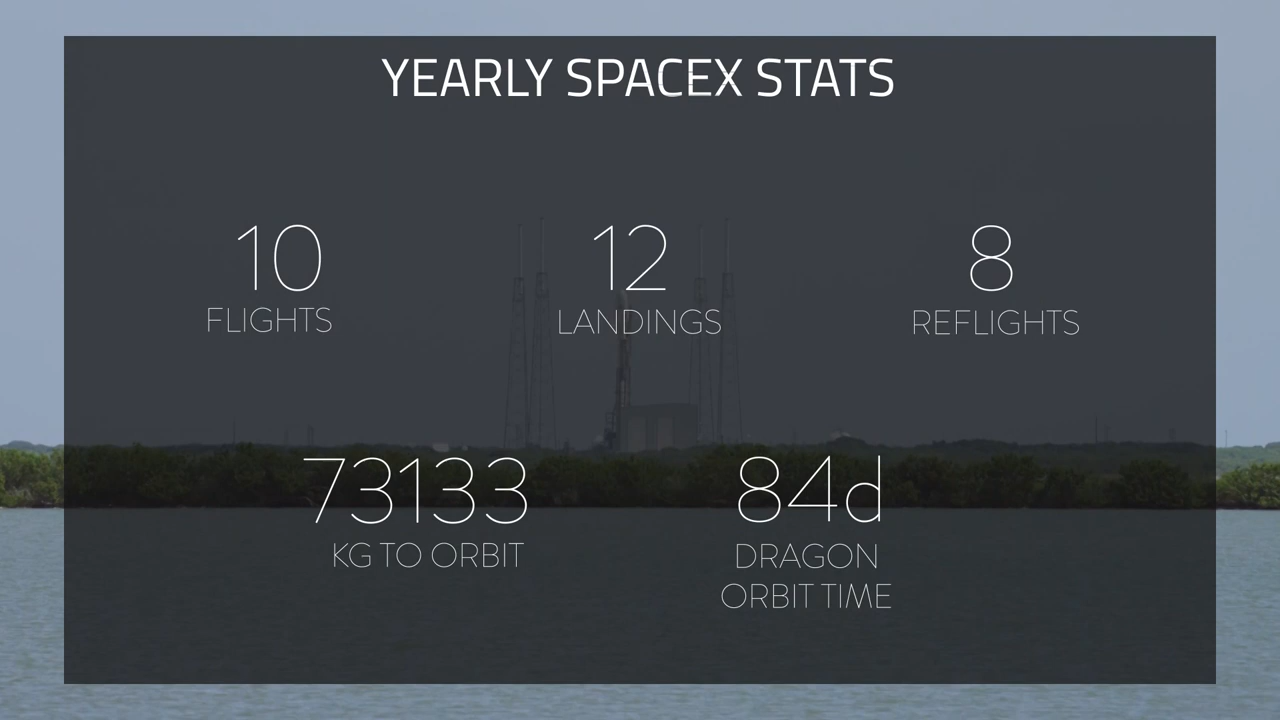 YEARLY SPACEX STATS
10
FLIGHTS
12
LANDINGS
8
REFLIGHTS
73133
KG TO ORBIT
84d
DRAGON
ORBIT TIME